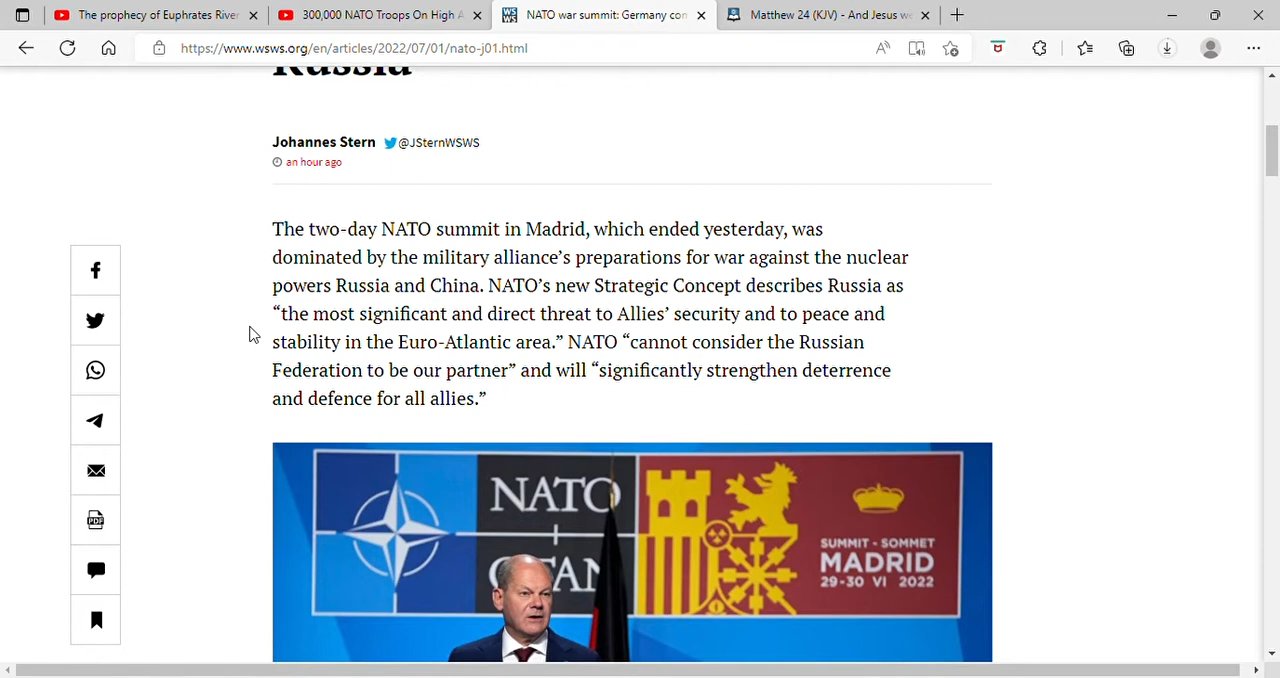 The prophecy of Euphrates River
300,000 NATO Troops On High A
NATO war summit: Germany con
Matthew 24 (KJV) - And Jesus we
https://www.wsws.org/en/articles/2022/07/01/nato-j01.html
Russia
Johannes Stern @JSternWSWS
an hour ago
The two-day NATO summit in Madrid, which ended yesterday, was
dominated by the military alliance’s preparations for war against the nuclear
powers Russia and China. NATO’s new Strategic Concept describes Russia as
“the most significant and direct threat to Allies’ security and to peace and
stability in the Euro-Atlantic area.” NATO “cannot consider the Russian
Federation to be our partner” and will “significantly strengthen deterrence
and defence for all allies.”
PDF
NATO
OTAN
SUMMIT - SOMMET
MADRID
29-30 VI 2022